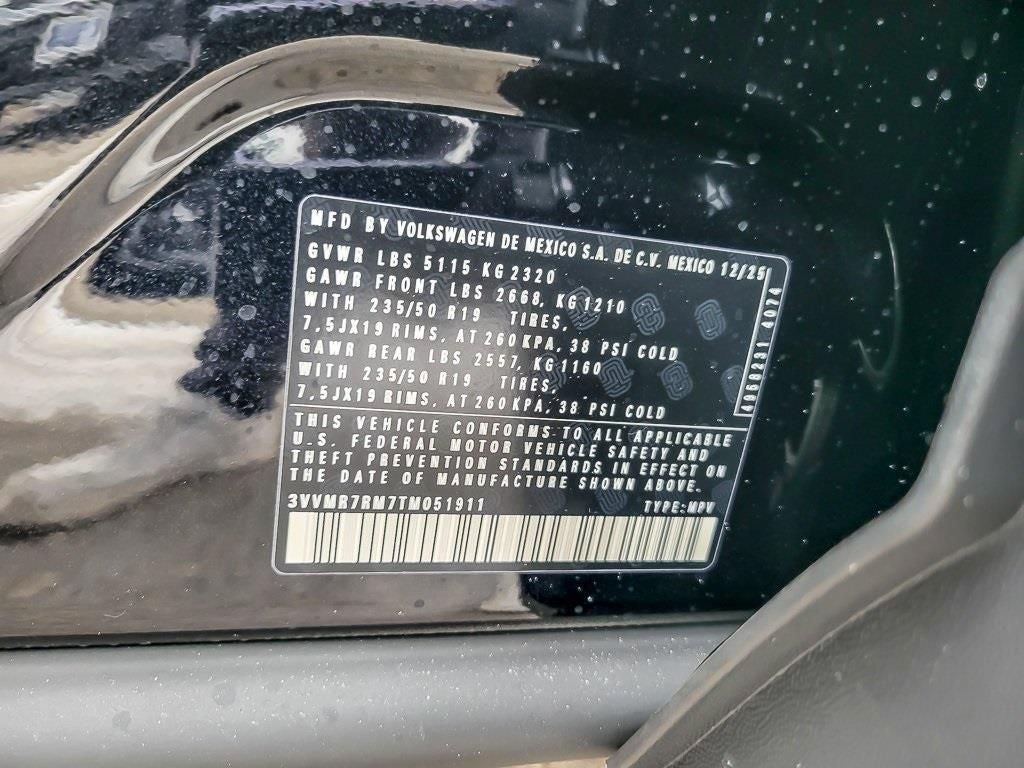 MFD BY VOLKSWAGEN DE MEXICO S.A. DE C.V. MEXICO 12/25
GVWR LBS 5115 KG 2320
GAWR FRONT LBS 2668, KG1210
WITH 235/50 R19 TIRES,
7,5JX19 RIMS, AT 260 KPA, 38 PSI COLD
GAWR REAR LBS 2557, KG1160
WITH 235/50 R19 TIRES,
7,5JX19 RIMS, AT 260 KPA, 38 PSI COLD
THIS VEHICLE CONFORMS TO ALL APPLICABLE
U.S. FEDERAL MOTOR VEHICLE SAFETY AND
THEFT PREVENTION STANDARDS IN EFFECT ON
THE DATE OF MANUFACTURE SHOWN ABOVE.
3VVMR7RM7TM051911 TYPE:MPV